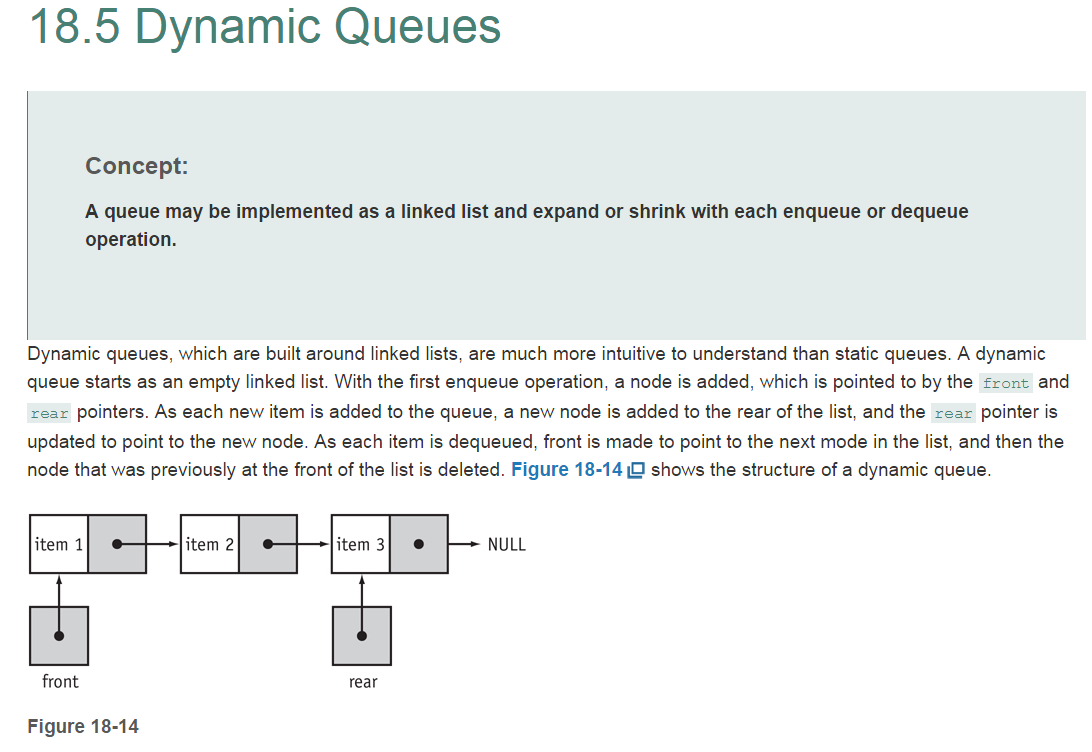 18.5 Dynamic Queues
Concept:
A queue may be implemented as a linked list and expand or shrink with each enqueue or dequeue
operation.
Dynamic queues, which are built around linked lists, are much more intuitive to understand than static queues. A dynamic
queue starts as an empty linked list. With the first enqueue operation, a node is added, which is pointed to by the front and
rear pointers. As each new item is added to the queue, a new node is added to the rear of the list, and the rear pointer is
updated to point to the new node. As each item is dequeued, front is made to point to the next mode in the list, and then the
node that was previously at the front of the list is deleted. Figure 18-14 shows the structure of a dynamic queue.
item 1 item 2 item 3 NULL
front rear
Figure 18-14